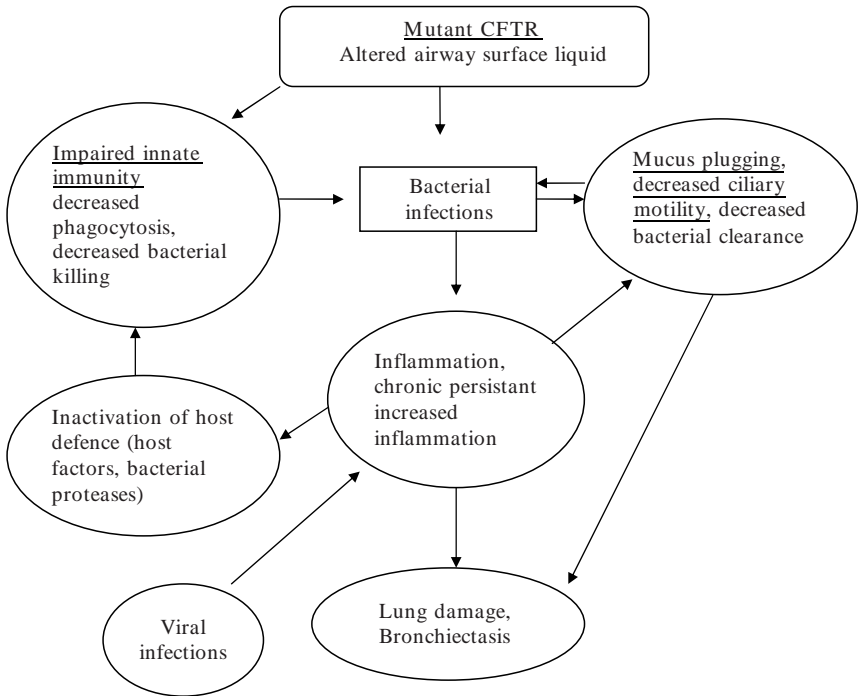 Mutant CFTR
Altered airway surface liquid
Impaired innate
immunity
decreased
phagocytosis,
decreased bacterial
killing
Bacterial
infections
Mucus plugging,
decreased ciliary
motility, decreased
bacterial clearance
Inflammation,
chronic persistant
increased
inflammation
Inactivation of host
defence (host
factors, bacterial
proteases)
Viral
infections
Lung damage,
Bronchiectasis